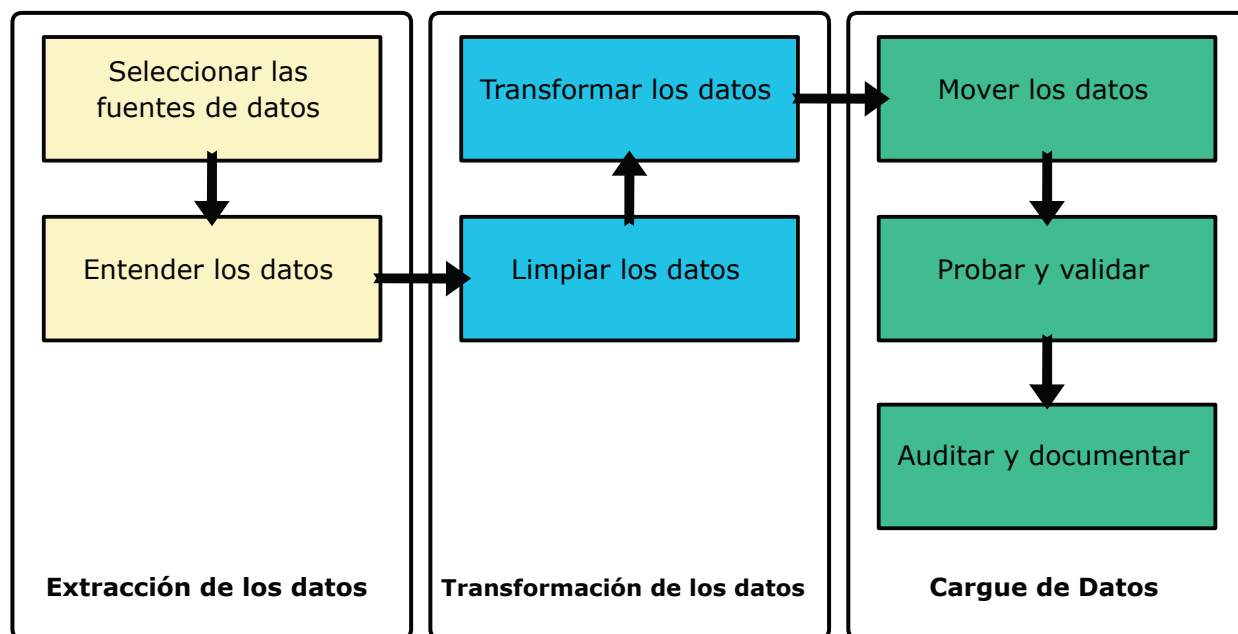 Seleccionar las
fuentes de datos
Entender los datos
Extracción de los datos
Transformar los datos
Limpiar los datos
Transformación de los datos
Mover los datos
Probar y validar
Auditar y documentar
Cargue de Datos